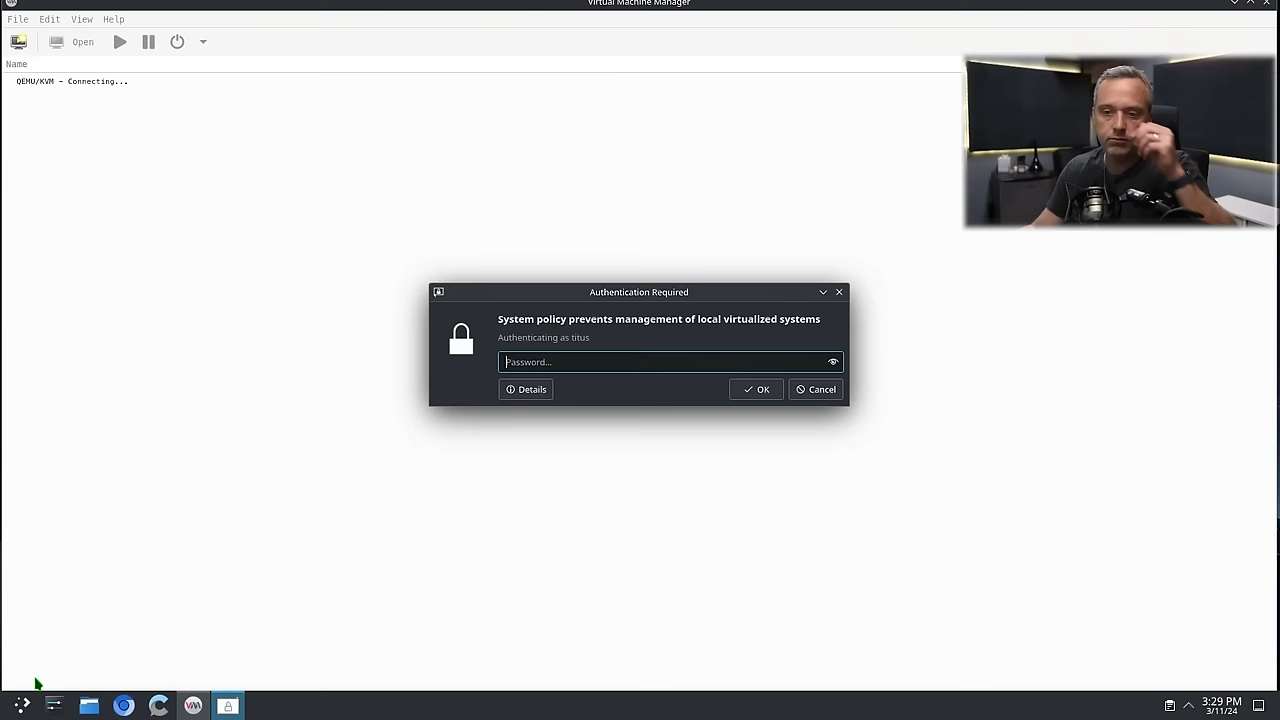 Virtual Machine Manager
File Edit View Help
Open
Name
QEMU/KVM - Connecting...
Authentication Required
System policy prevents management of local virtualized systems
Authenticating as titus
Password...
Details OK Cancel
3:29 PM
3/11/24